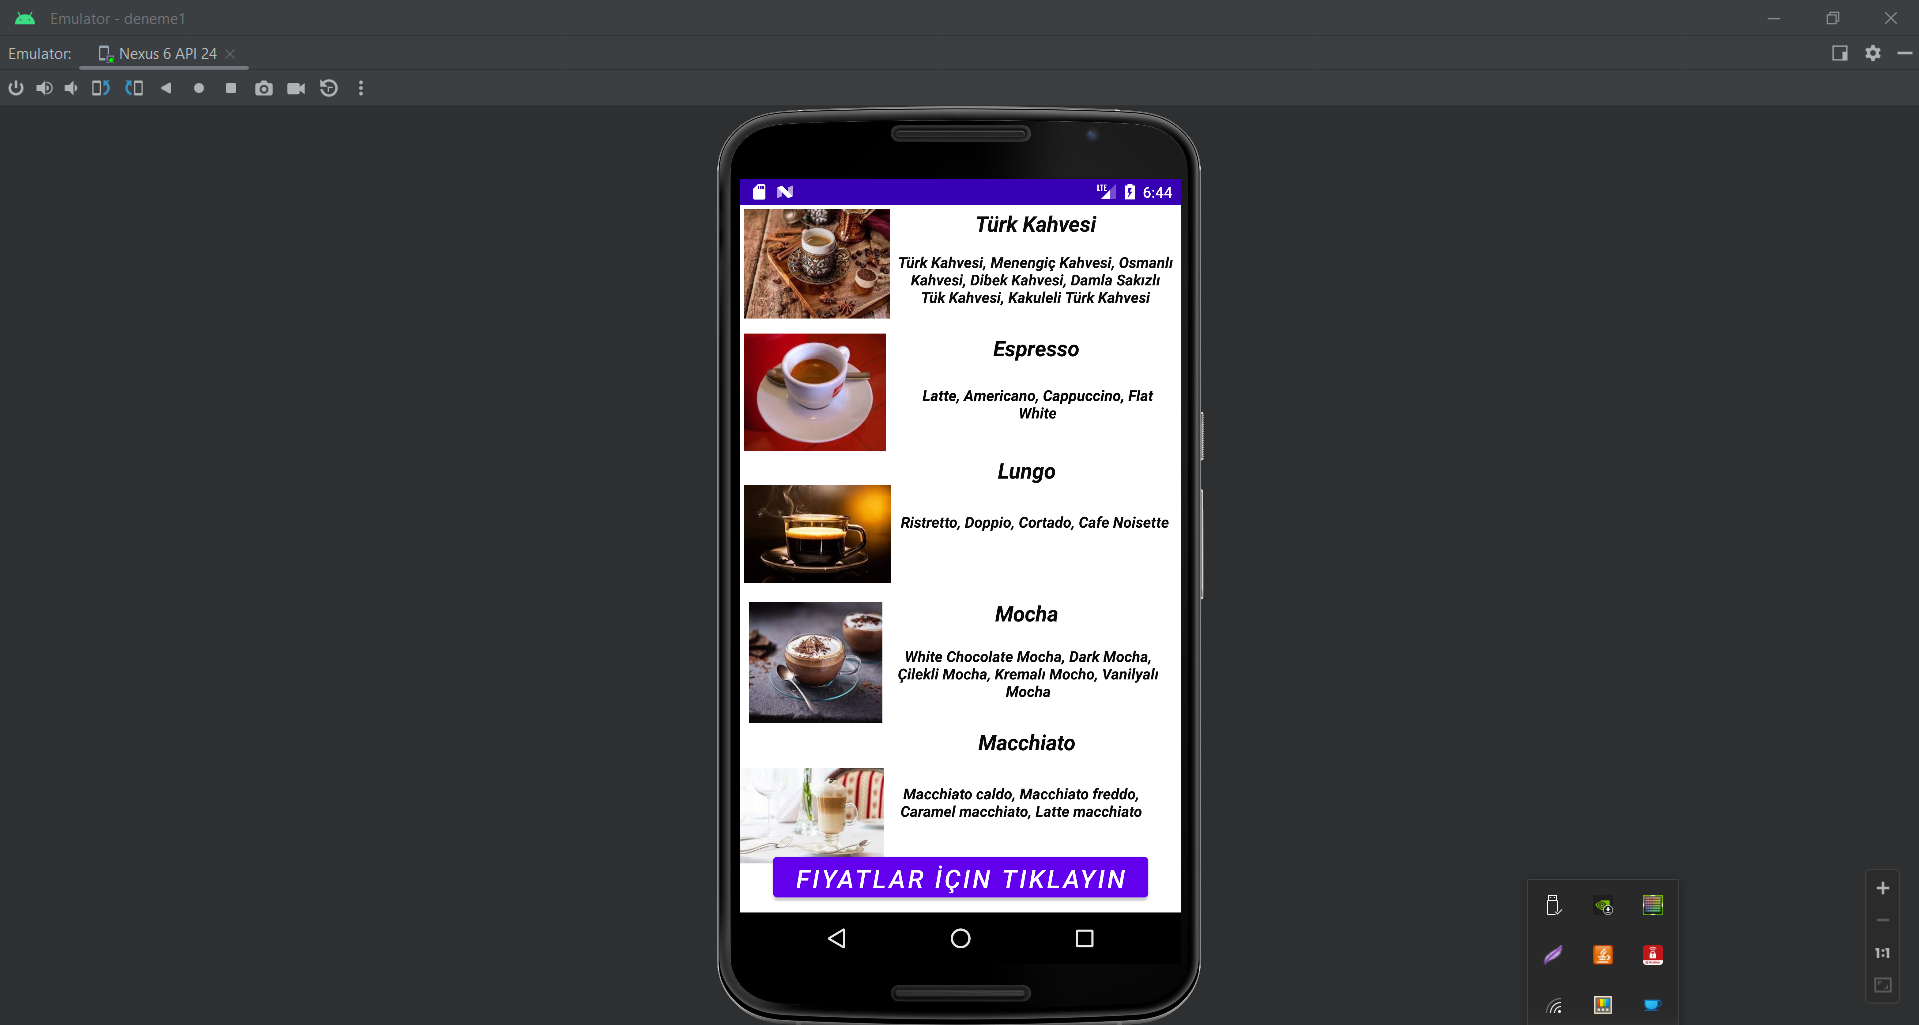 Emulator - deneme1
Emulator:
Nexus 6 API 24
LTE
6:44
Türk Kahvesi
Türk Kahvesi, Menengiç Kahvesi, Osmanlı
Kahvesi, Dibek Kahvesi, Damla Sakızlı
Tük Kahvesi, Kakuleli Türk Kahvesi
Espresso
Latte, Americano, Cappuccino, Flat
White
Lungo
Ristretto, Doppio, Cortado, Cafe Noisette
Mocha
White Chocolate Mocha, Dark Mocha,
Çilekli Mocha, Kremalı Mocho, Vanilyalı
Mocha
Macchiato
Macchiato caldo, Macchiato freddo,
Caramel macchiato, Latte macchiato
FIYATLAR İÇIN TIKLAYIN
1:1